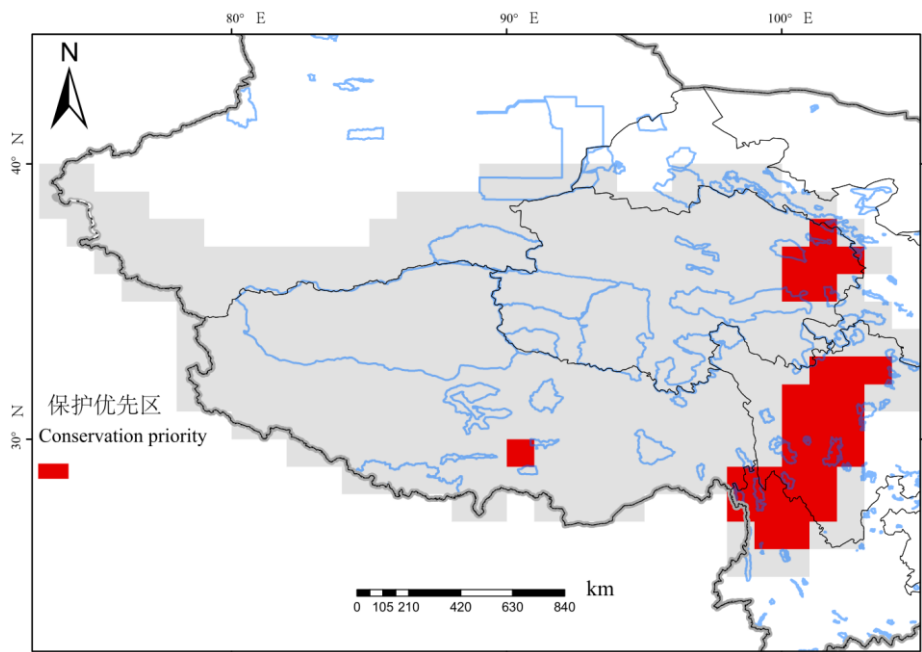 80° E 90° E 100° E
N
40° N
保护优先区
Conservation priority
30° N
km
0 105 210 420 630 840